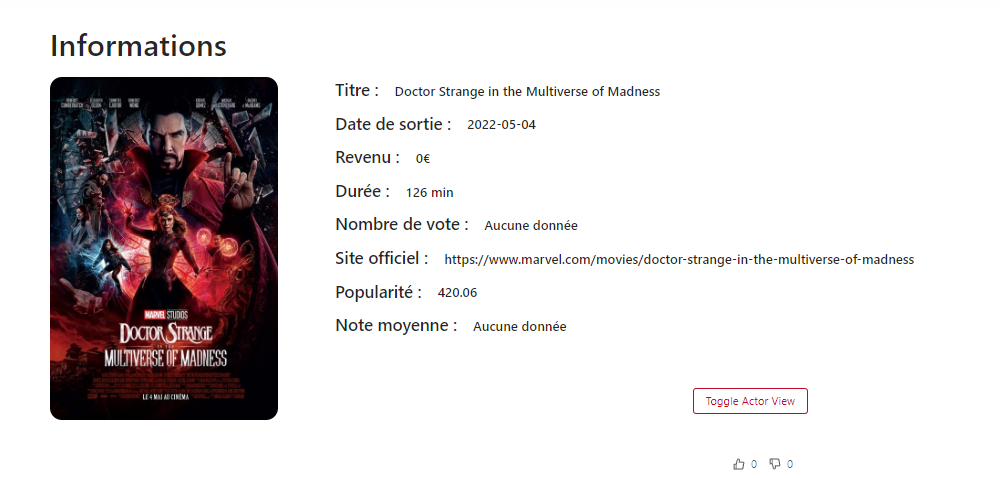 Informations
Titre : Doctor Strange in the Multiverse of Madness
Date de sortie : 2022-05-04
Revenu : 0€
Durée : 126 min
Nombre de vote : Aucune donnée
Site officiel : https://www.marvel.com/movies/doctor-strange-in-the-multiverse-of-madness
Popularité : 420.06
Note moyenne : Aucune donnée
MARVEL STUDIOS
DOCTOR STRANGE
IN THE
MULTIVERSE OF MADNESS
LE 4 MAI AU CINÉMA
Toggle Actor View
0 0